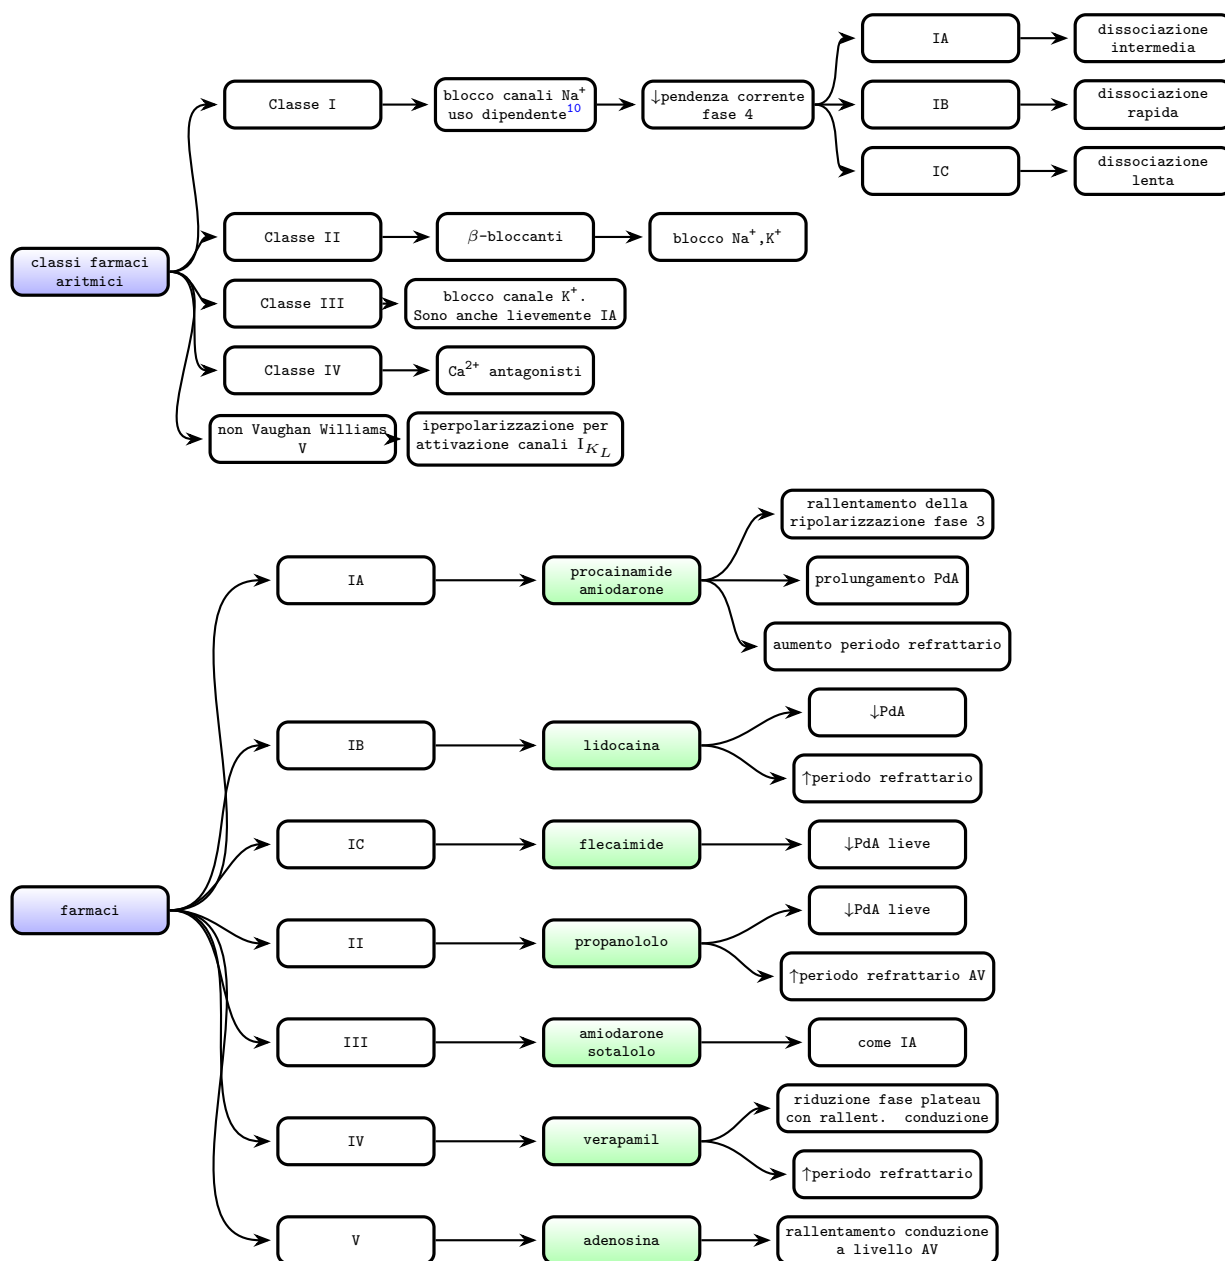 classi farmaci
aritmici
Classe I
blocco canali Na⁺
uso dipendente¹⁰
↓pendenza corrente
fase 4
IA
dissociazione
intermedia
IB
dissociazione
rapida
IC
dissociazione
lenta
Classe II
β-bloccanti
blocco Na⁺,K⁺
Classe III
blocco canale K⁺.
Sono anche lievemente IA
Classe IV
Ca²⁺ antagonisti
non Vaughan Williams
V
iperpolarizzazione per
attivazione canali I_{K_L}
farmaci
IA
procainamide
amiodarone
rallentamento della
ripolarizzazione fase 3
prolungamento PdA
aumento periodo refrattario
IB
lidocaina
↓PdA
↑periodo refrattario
IC
flecaimide
↓PdA lieve
II
propanololo
↓PdA lieve
↑periodo refrattario AV
III
amiodarone
sotalolo
come IA
IV
verapamil
riduzione fase plateau
con rallent. conduzione
↑periodo refrattario
V
adenosina
rallentamento conduzione
a livello AV